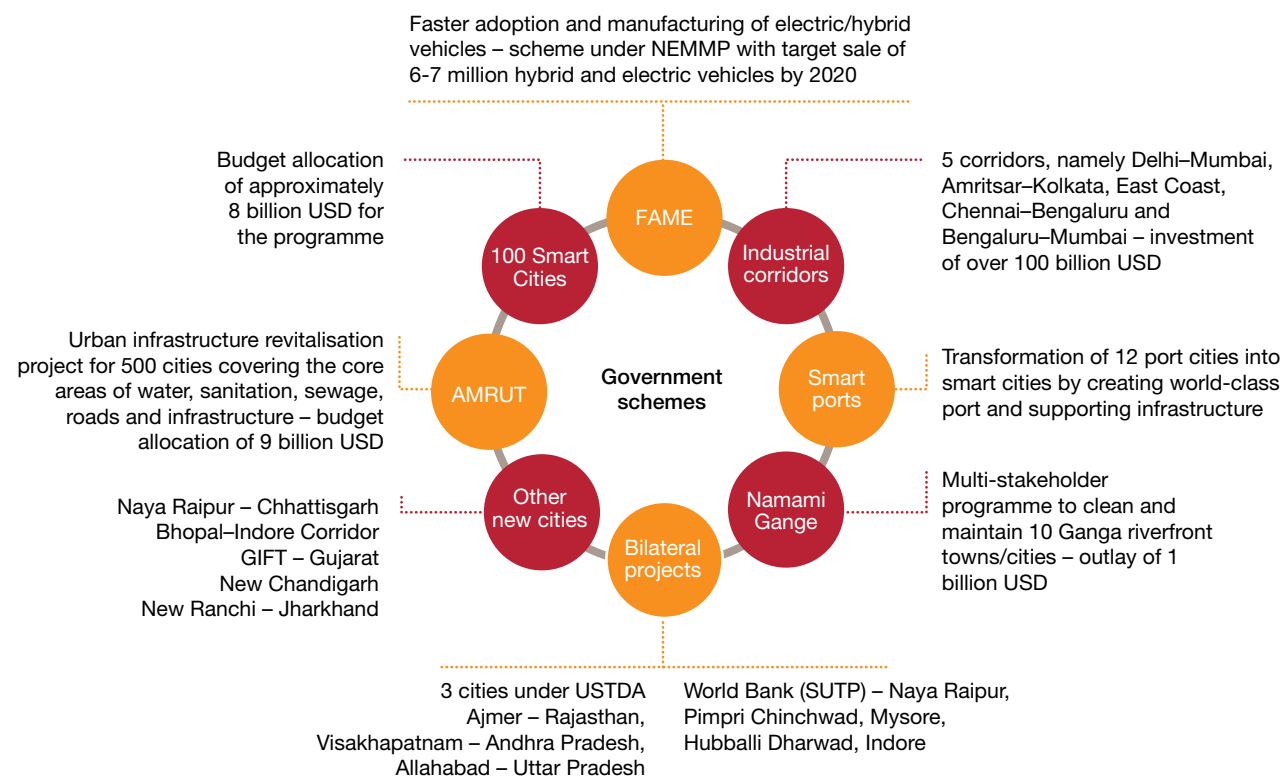 Faster adoption and manufacturing of electric/hybrid
vehicles – scheme under NEMMP with target sale of
6-7 million hybrid and electric vehicles by 2020
Budget allocation
of approximately
8 billion USD for
the programme
5 corridors, namely Delhi–Mumbai,
Amritsar–Kolkata, East Coast,
Chennai–Bengaluru and
Bengaluru–Mumbai – investment
of over 100 billion USD
FAME
100 Smart
Cities
Industrial
corridors
Urban infrastructure revitalisation
project for 500 cities covering the core
areas of water, sanitation, sewage,
roads and infrastructure – budget
allocation of 9 billion USD
AMRUT
Government
schemes
Smart
ports
Transformation of 12 port cities into
smart cities by creating world-class
port and supporting infrastructure
Naya Raipur – Chhattisgarh
Bhopal–Indore Corridor
GIFT – Gujarat
New Chandigarh
New Ranchi – Jharkhand
Other
new cities
Bilateral
projects
Namami
Gange
Multi-stakeholder
programme to clean and
maintain 10 Ganga riverfront
towns/cities – outlay of 1
billion USD
3 cities under USTDA
Ajmer – Rajasthan,
Visakhapatnam – Andhra Pradesh,
Allahabad – Uttar Pradesh
World Bank (SUTP) – Naya Raipur,
Pimpri Chinchwad, Mysore,
Hubballi Dharwad, Indore